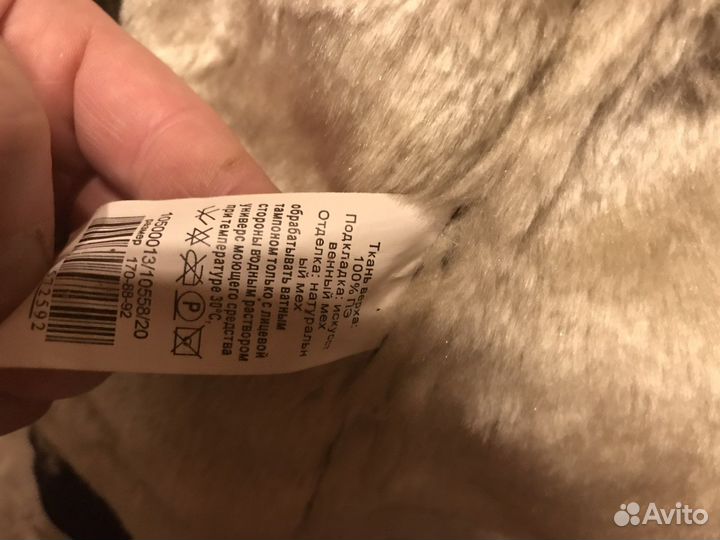 Ткань верха:
100% ПЭ
Подкладка: искусст
венный мех
Отделка: натуральн
ый мех
обрабатывать ватным
тампоном только с лицевой
стороны водным раствором
универс моющего средства
при температуре 30°С.
P
10500013/10558/20
Размер 170-88-92
73592
Avito